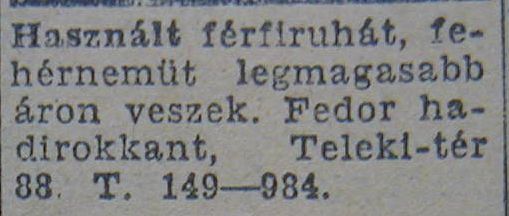 Használt férfiruhát, fe-
hérneműt legmagasabb
áron veszek. Fedor ha-
dirokkant, Teleki-tér
88. T. 149—984.